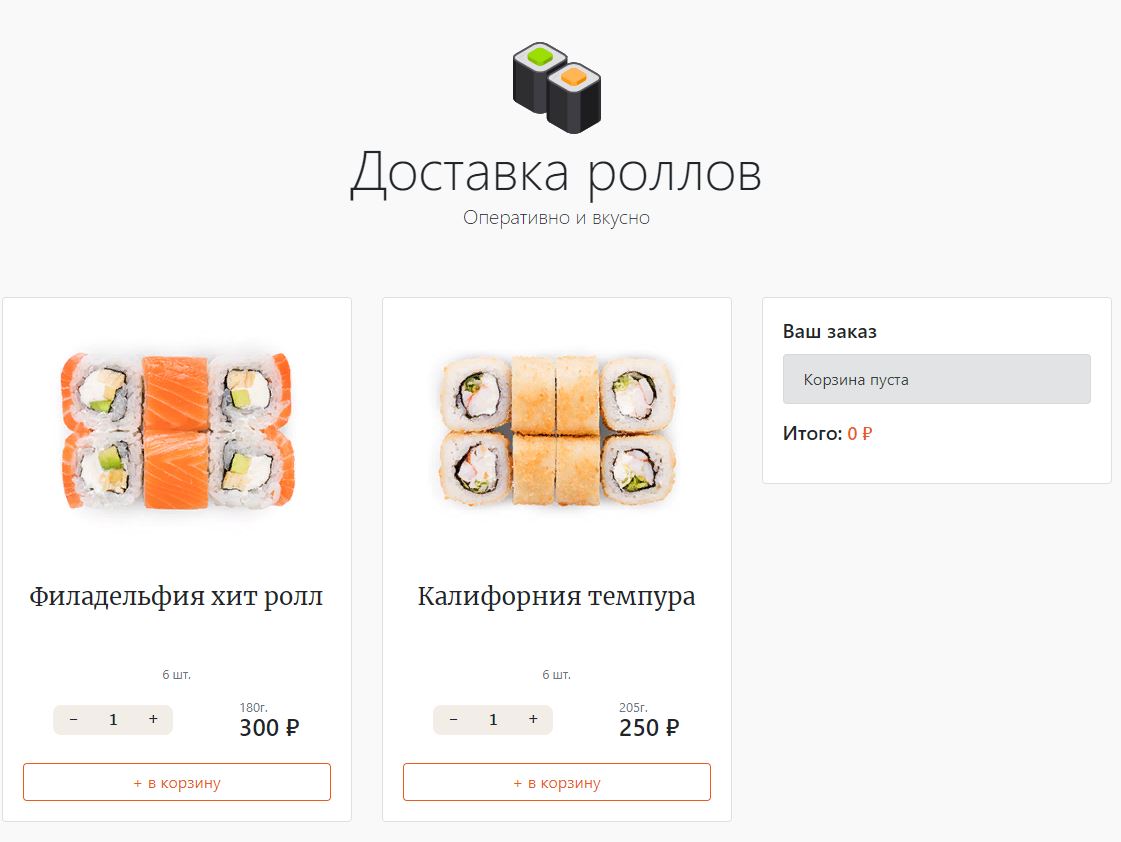 Доставка роллов
Оперативно и вкусно
Филадельфия хит ролл
6 шт.
- 1 +
180г.
300 ₽
+ в корзину
Калифорния темпура
6 шт.
- 1 +
205г.
250 ₽
+ в корзину
Ваш заказ
Корзина пуста
Итого: 0 ₽